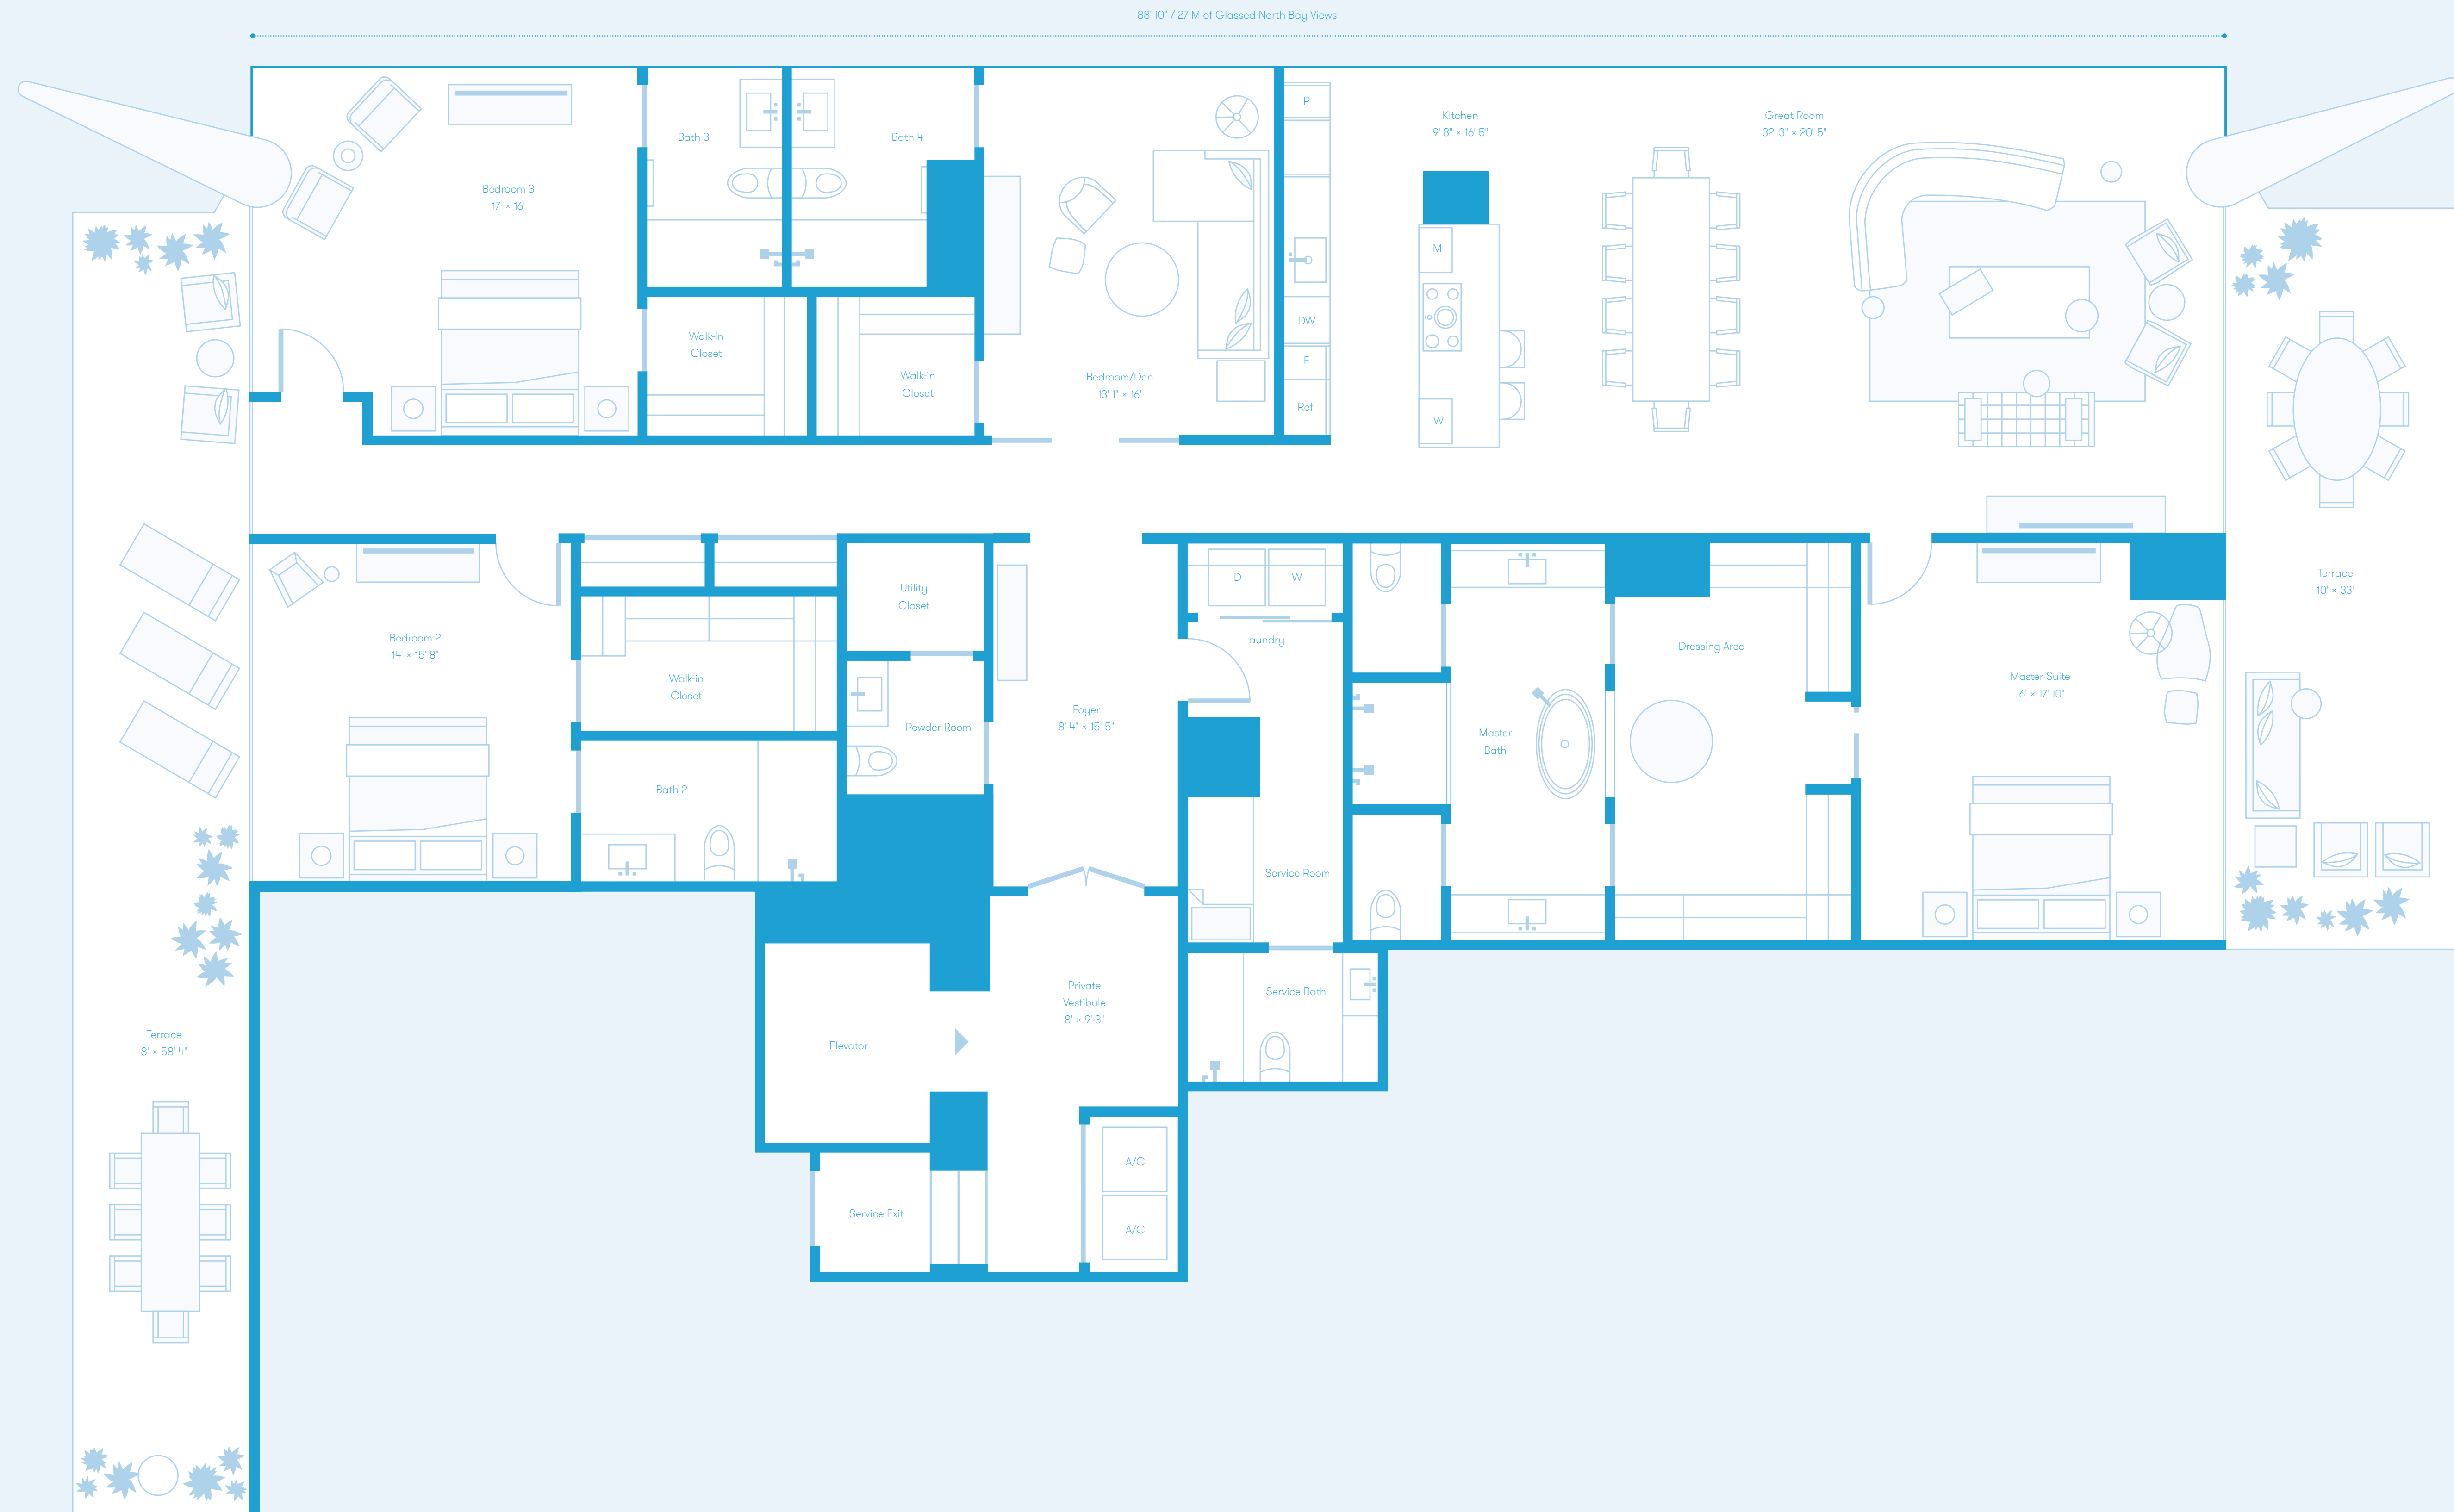 88' 10" / 27 M of Glassed North Bay Views
Bedroom 3
17' × 16'
Bath 3
Bath 4
Walk-in
Closet
Walk-in
Closet
Bedroom/Den
13' 1" × 16'
P
DW
F
Ref
Kitchen
9' 8" × 16' 5"
M
W
Great Room
32' 3" × 20' 5"
Terrace
10' × 33'
Bedroom 2
14' × 15' 8"
Walk-in
Closet
Bath 2
Utility
Closet
Powder Room
Foyer
8' 4" × 15' 5"
D
W
Laundry
Service Room
Service Bath
Master
Bath
Dressing Area
Master Suite
16' × 17' 10"
Private
Vestibule
8' × 9' 3"
Elevator
Service Exit
A/C
A/C
Terrace
8' × 58' 4"